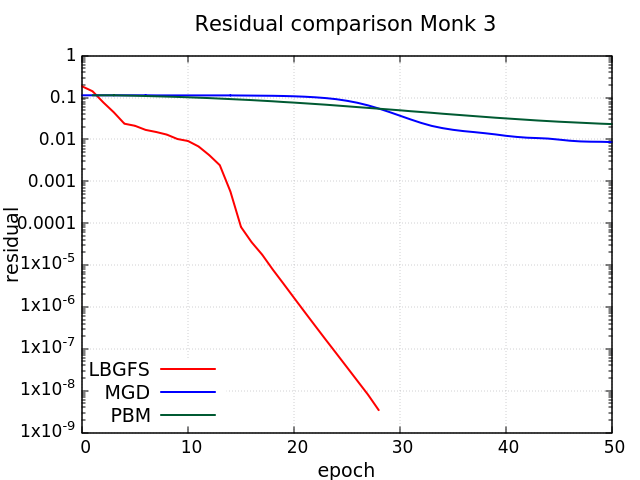 Residual comparison Monk 3
1
0.1
0.01
0.001
0.0001
1x10-5
1x10-6
1x10-7
1x10-8
1x10-9
residual
LBGFS
MGD
PBM
0 10 20 30 40 50
epoch